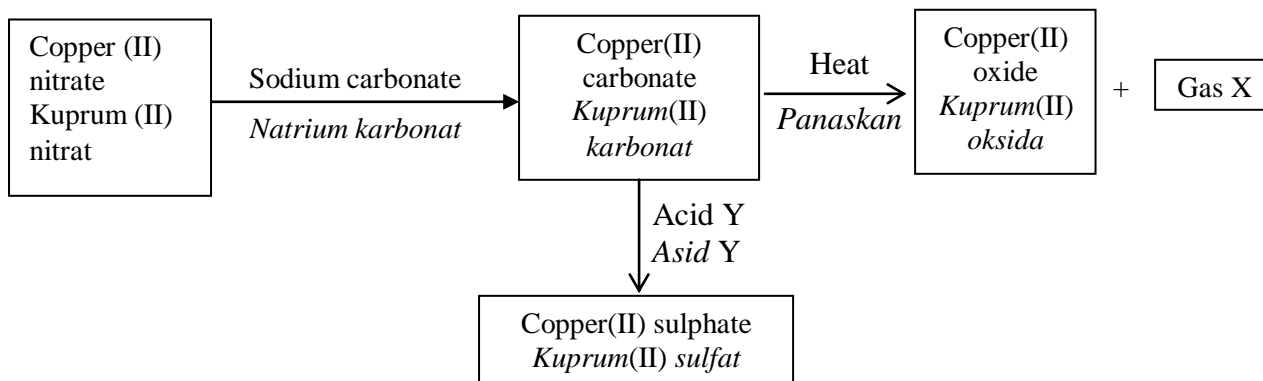 Copper (II)
nitrate
Kuprum (II)
nitrat
Sodium carbonate
Natrium karbonat
Copper(II)
carbonate
Kuprum(II)
karbonat
Heat
Panaskan
Copper(II)
oxide
Kuprum(II)
oksida
+
Gas X
Acid Y
Asid Y
Copper(II) sulphate
Kuprum(II) sulfat